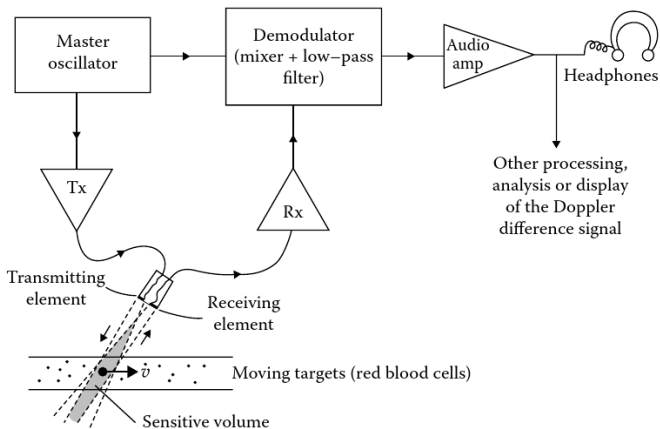 Master
oscillator
Demodulator
(mixer + low–pass
filter)
Audio
amp
Headphones
Other processing,
analysis or display
of the Doppler
difference signal
Tx
Rx
Transmitting
element
Receiving
element
v
Moving targets (red blood cells)
Sensitive volume